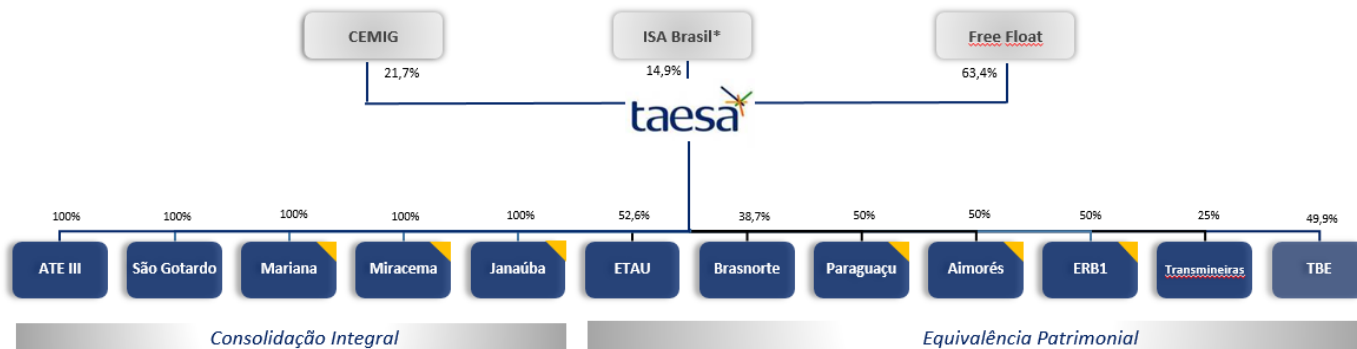 CEMIG
ISA Brasil*
Free Float
21,7%
14,9%
63,4%
taesa
100%
100%
100%
100%
100%
52,6%
38,7%
50%
50%
50%
25%
49,9%
ATE III
São Gotardo
Mariana
Miracema
Janaúba
ETAU
Brasnorte
Paraguaçu
Aimorés
ERB1
Transmineiras
TBE
Consolidação Integral
Equivalência Patrimonial